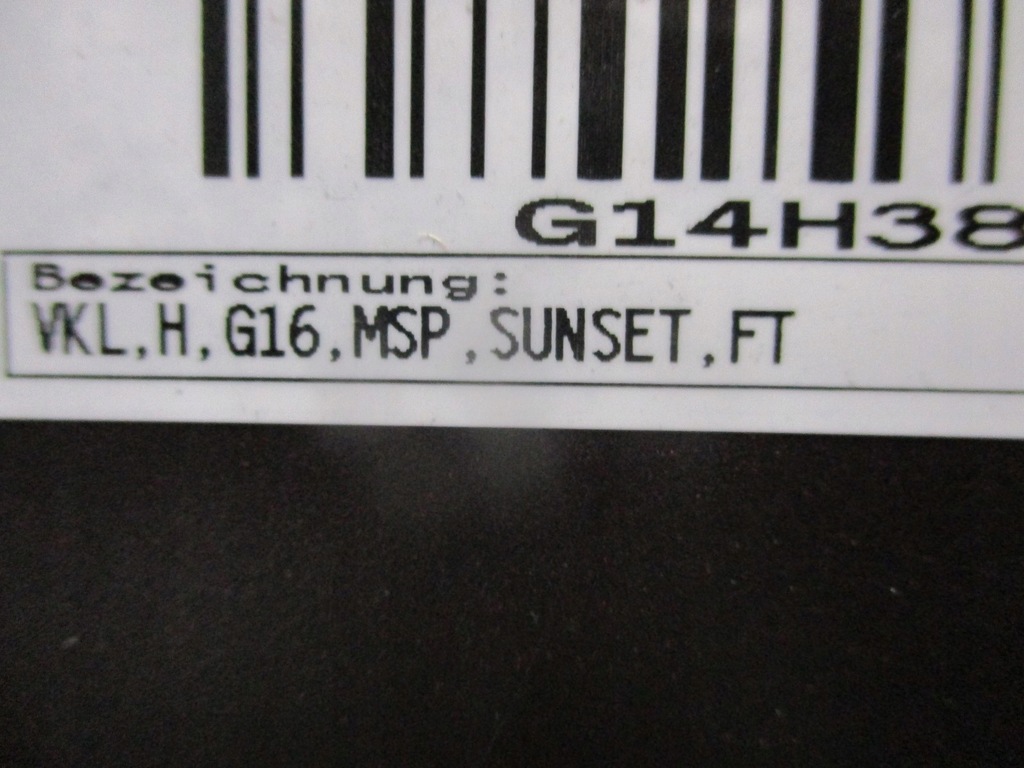 G14H38
Bezeichnung:
VKL,H,G16,MSP,SUNSET,FT